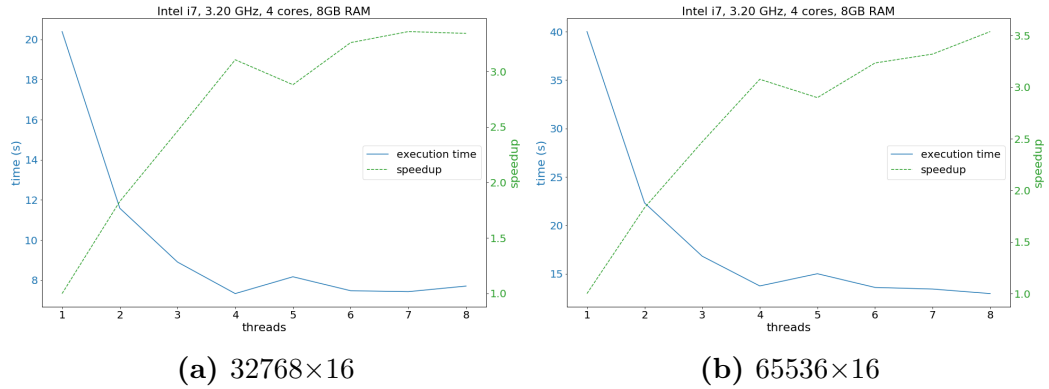 Intel i7, 3.20 GHz, 4 cores, 8GB RAM
20
18
16
14
12
10
8
time (s)
execution time
speedup
3.0
2.5
2.0
1.5
1.0
speedup
1 2 3 4 5 6 7 8
threads
(a) 32768×16
Intel i7, 3.20 GHz, 4 cores, 8GB RAM
40
35
30
25
20
15
time (s)
execution time
speedup
3.5
3.0
2.5
2.0
1.5
1.0
speedup
1 2 3 4 5 6 7 8
threads
(b) 65536×16